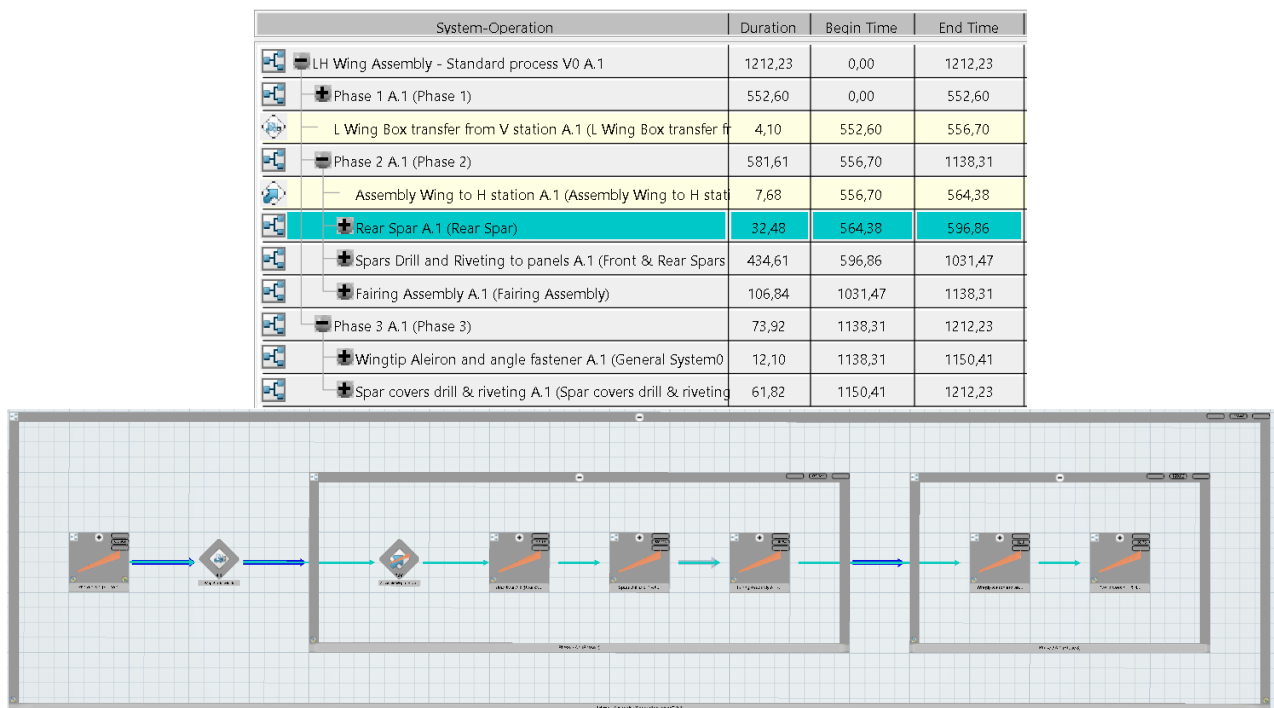 System-Operation Duration Begin Time End Time
LH Wing Assembly - Standard process V0 A.1 1212,23 0,00 1212,23
Phase 1 A.1 (Phase 1) 552,60 0,00 552,60
L Wing Box transfer from V station A.1 (L Wing Box transfer fr 4,10 552,60 556,70
Phase 2 A.1 (Phase 2) 581,61 556,70 1138,31
Assembly Wing to H station A.1 (Assembly Wing to H stati 7,68 556,70 564,38
Rear Spar A.1 (Rear Spar) 32,48 564,38 596,86
Spars Drill and Riveting to panels A.1 (Front & Rear Spars 434,61 596,86 1031,47
Fairing Assembly A.1 (Fairing Assembly) 106,84 1031,47 1138,31
Phase 3 A.1 (Phase 3) 73,92 1138,31 1212,23
Wingtip Aleiron and angle fastener A.1 (General System0 12,10 1138,31 1150,41
Spar covers drill & riveting A.1 (Spar covers drill & riveting 61,82 1150,41 1212,23